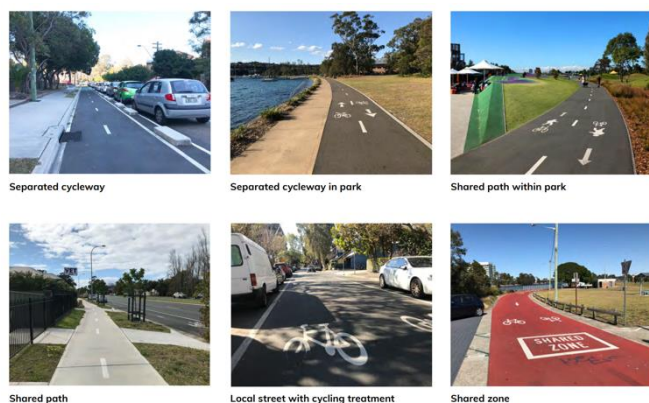 Separated cycleway
Separated cycleway in park
Shared path within park
Shared path
Local street with cycling treatment
SHARED
ZONE
Shared zone